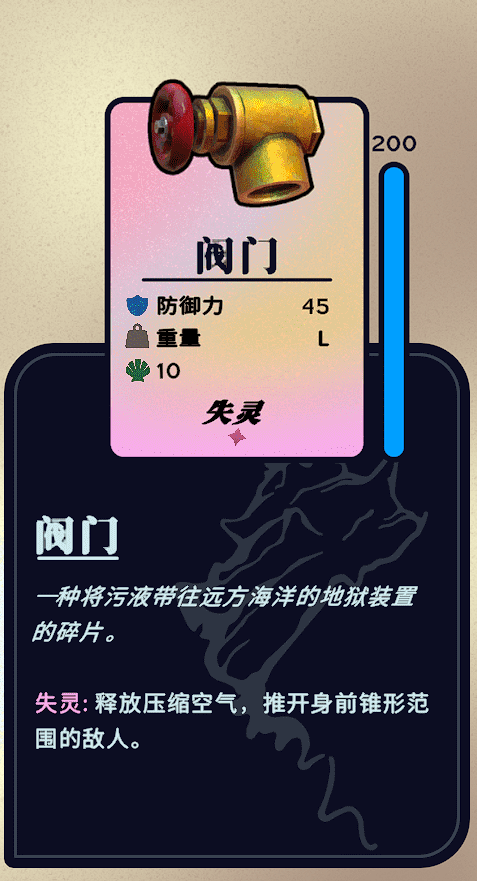 200
阀门
防御力 45
重量 L
10
失灵
阀门
一种将污液带往远方海洋的地狱装置
的碎片。
失灵: 释放压缩空气，推开身前锥形范
围的敌人。